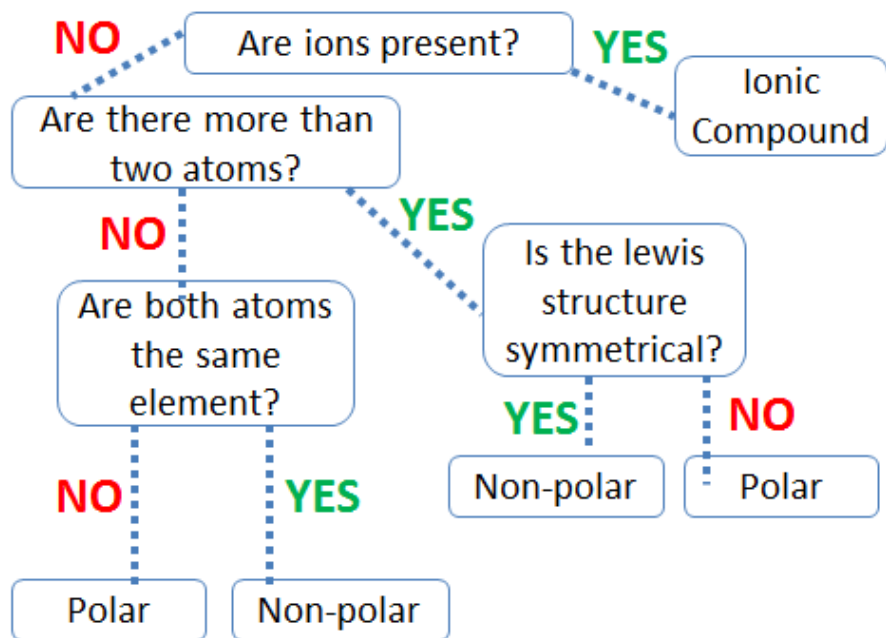 NO
Are ions present?
YES
Ionic
Compound
Are there more than
two atoms?
NO
YES
Is the lewis
structure
symmetrical?
Are both atoms
the same
element?
YES
NO
Non-polar
Polar
NO
YES
Polar
Non-polar